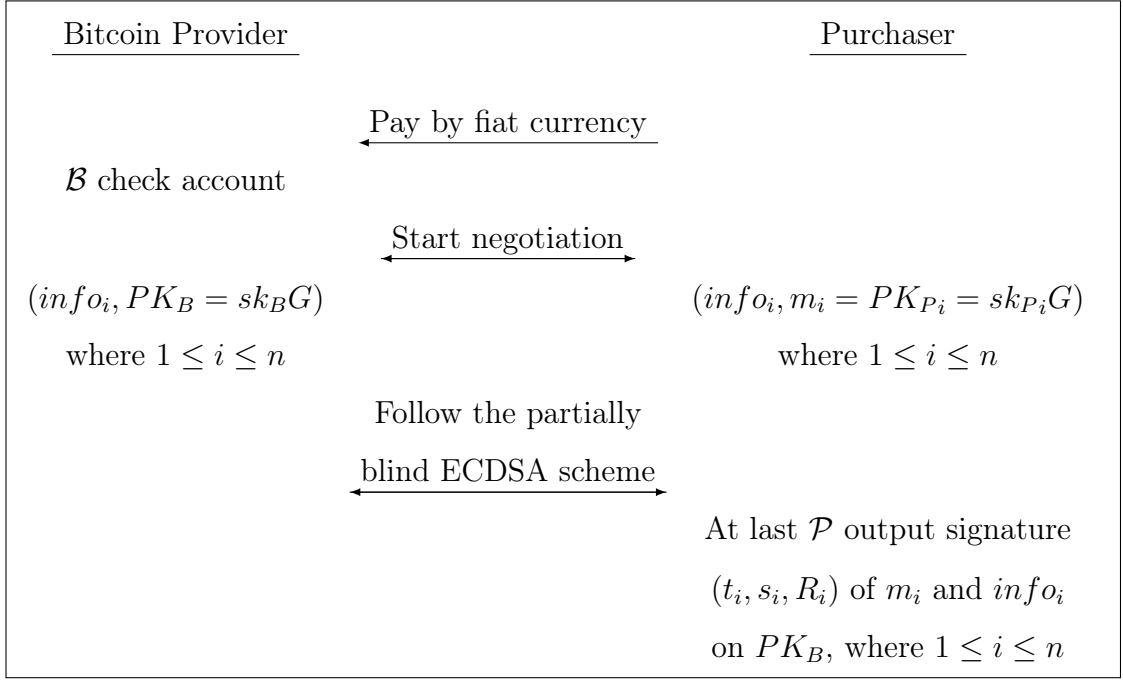 Bitcoin Provider
Purchaser
Pay by fiat currency
ℬ check account
Start negotiation
(info_i, PK_B = sk_BG)
(info_i, m_i = PK_{P_i} = sk_{P_i}G)
where 1 ≤ i ≤ n
where 1 ≤ i ≤ n
Follow the partially
blind ECDSA scheme
At last 𝒫 output signature
(t_i, s_i, R_i) of m_i and info_i
on PK_B, where 1 ≤ i ≤ n